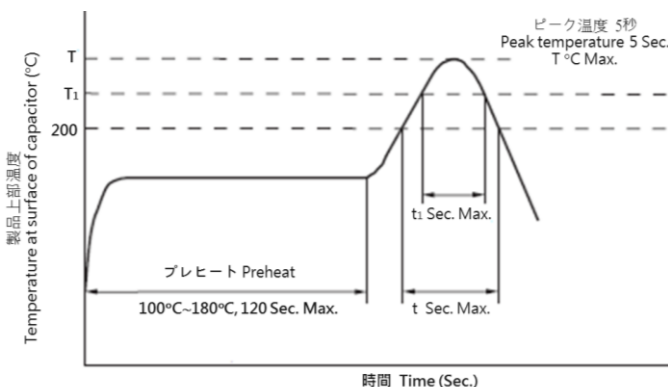 ピーク温度 5秒
Peak temperature 5 Sec.
T °C Max.
T
T₁
200
製品上部温度
Temperature at surface of capacitor (°C)
t₁ Sec. Max.
プレヒート Preheat
100°C~180°C, 120 Sec. Max.
t Sec. Max.
時間 Time (Sec.)